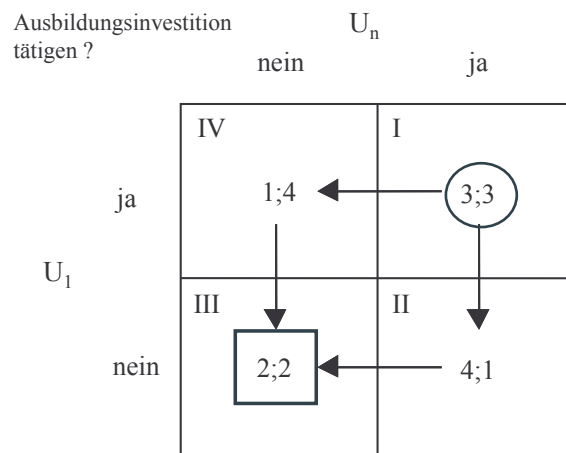 Ausbildungsinvestition
tätigen ?
Uₙ
nein
ja
IV
I
ja
1;4
3;3
U₁
III
II
nein
2;2
4;1